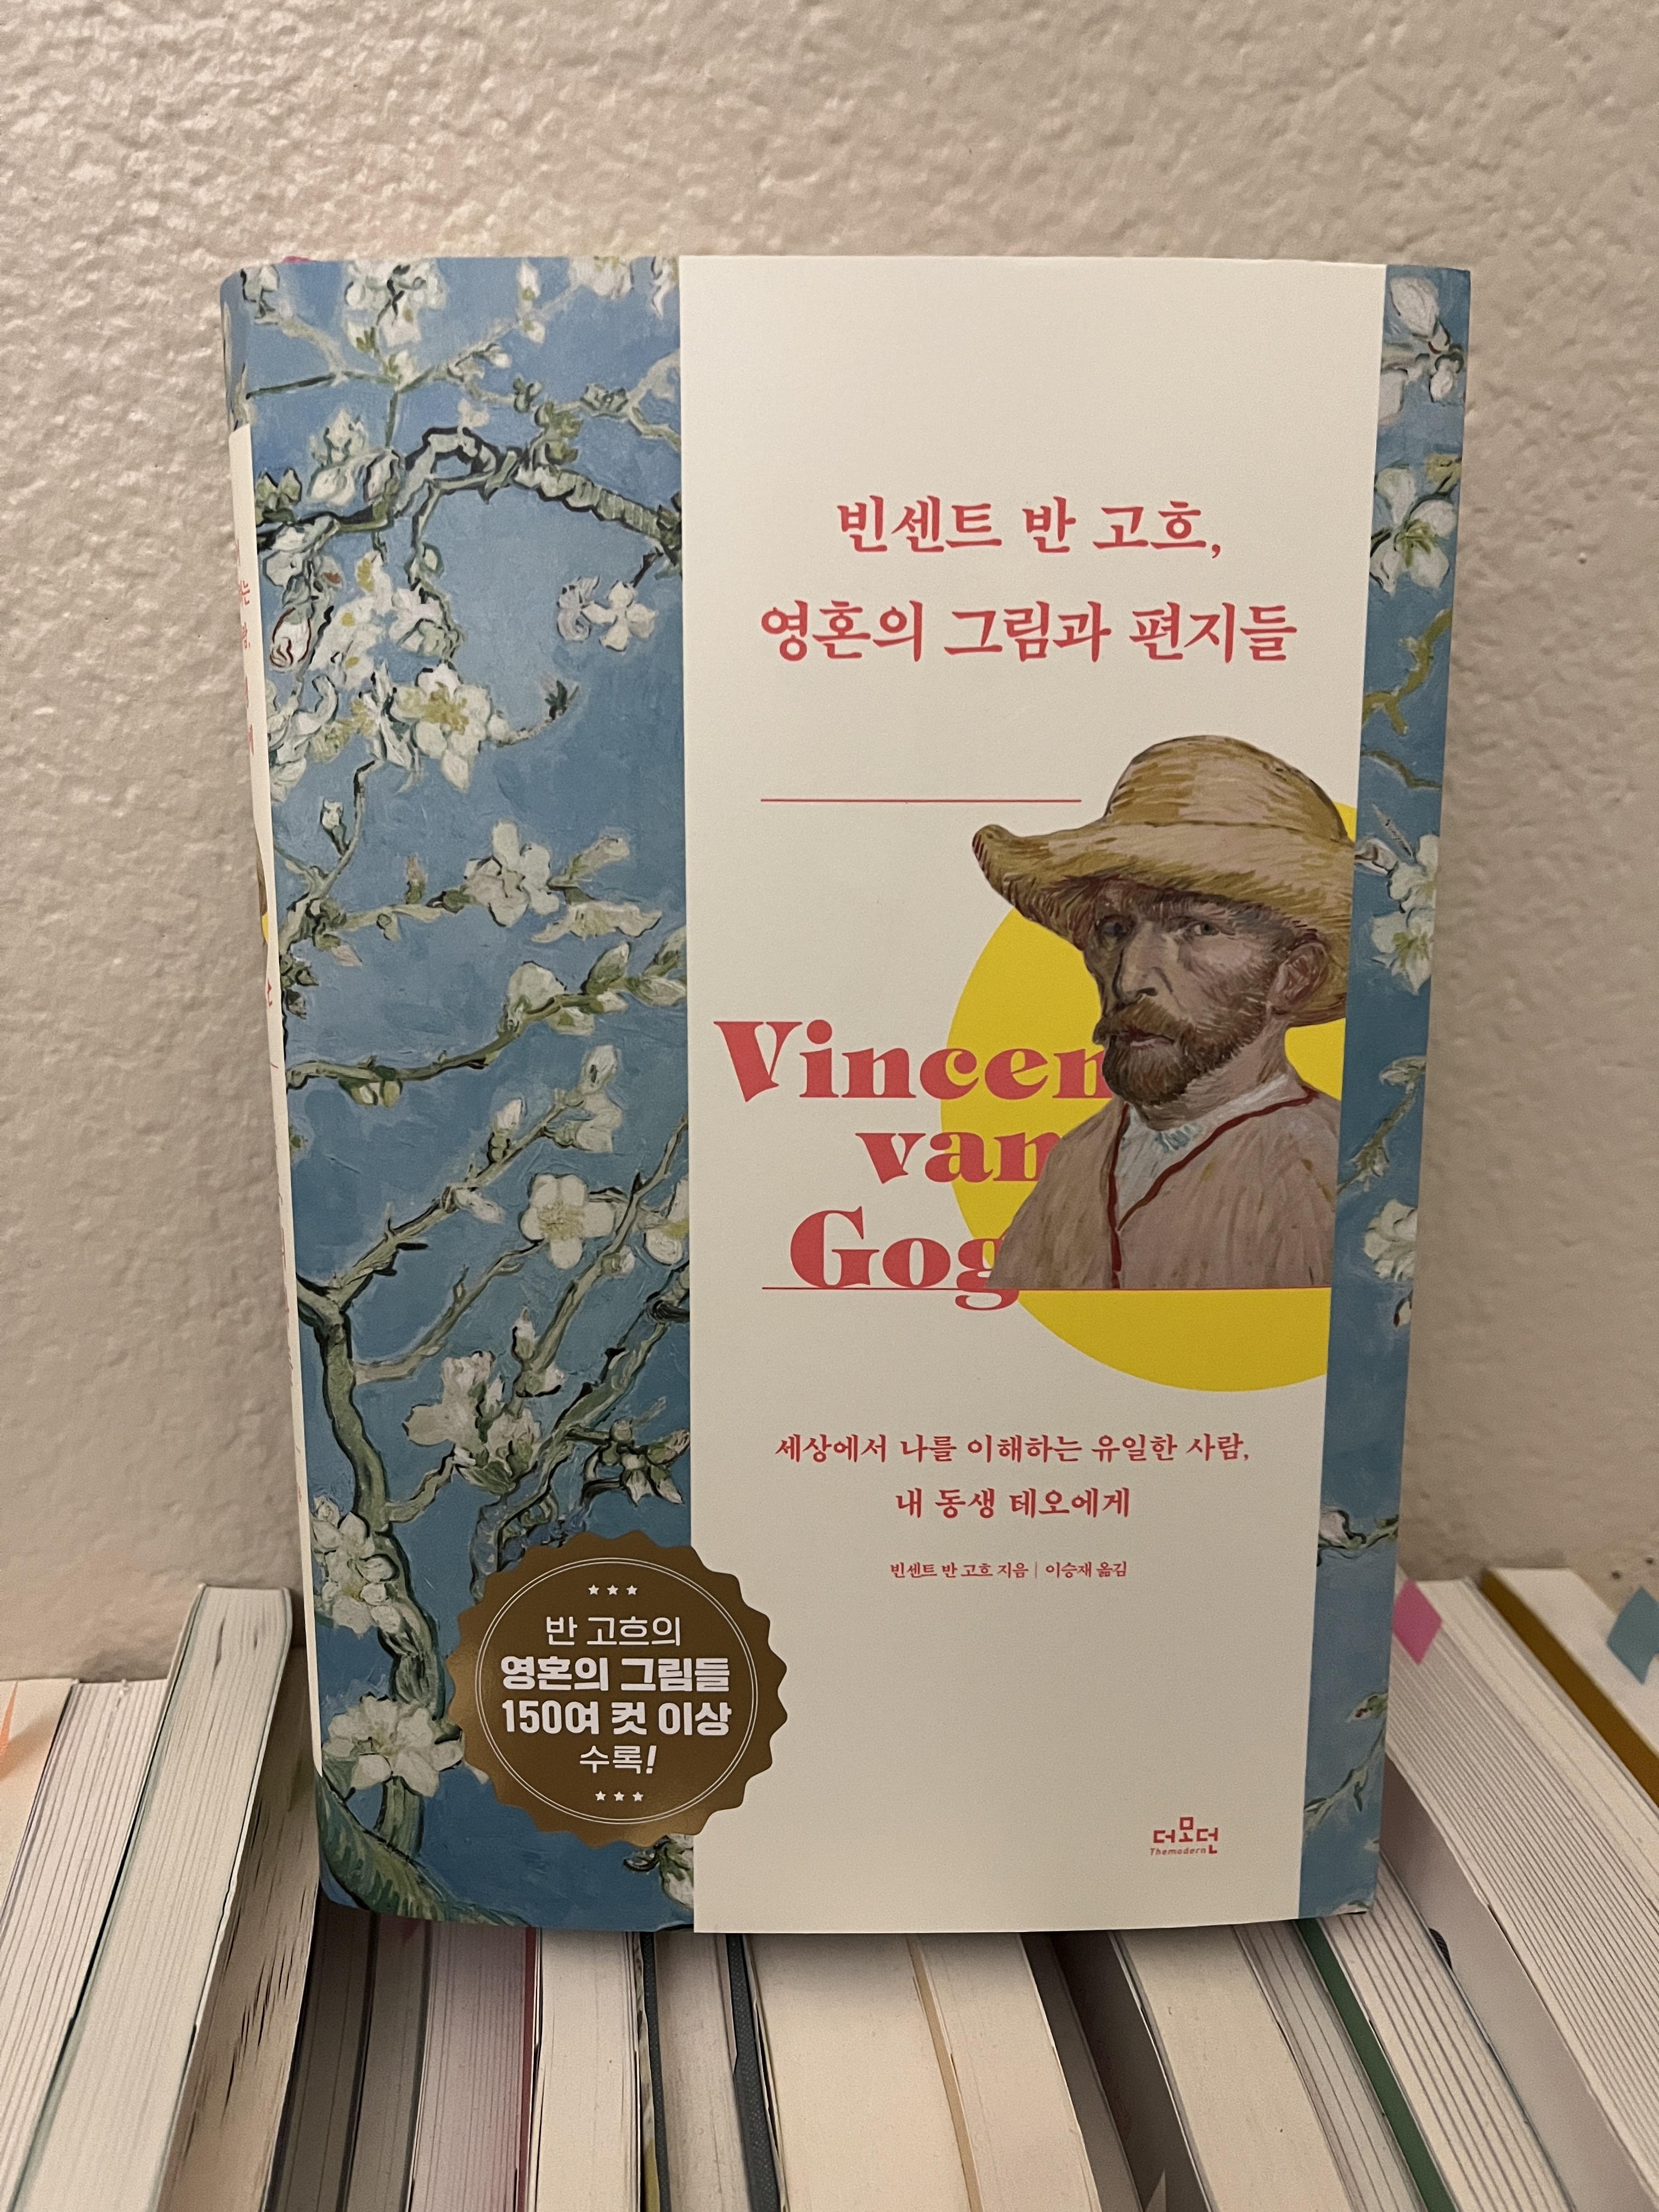 빈센트 반 고흐,
영혼의 그림과 편지들
Vincen
van
Gog
세상에서 나를 이해하는 유일한 사람,
내 동생 테오에게
빈센트 반 고흐 지음 | 이승재 옮김
반 고흐의
영혼의 그림들
150여 컷 이상
수록!
더모던
Themodern